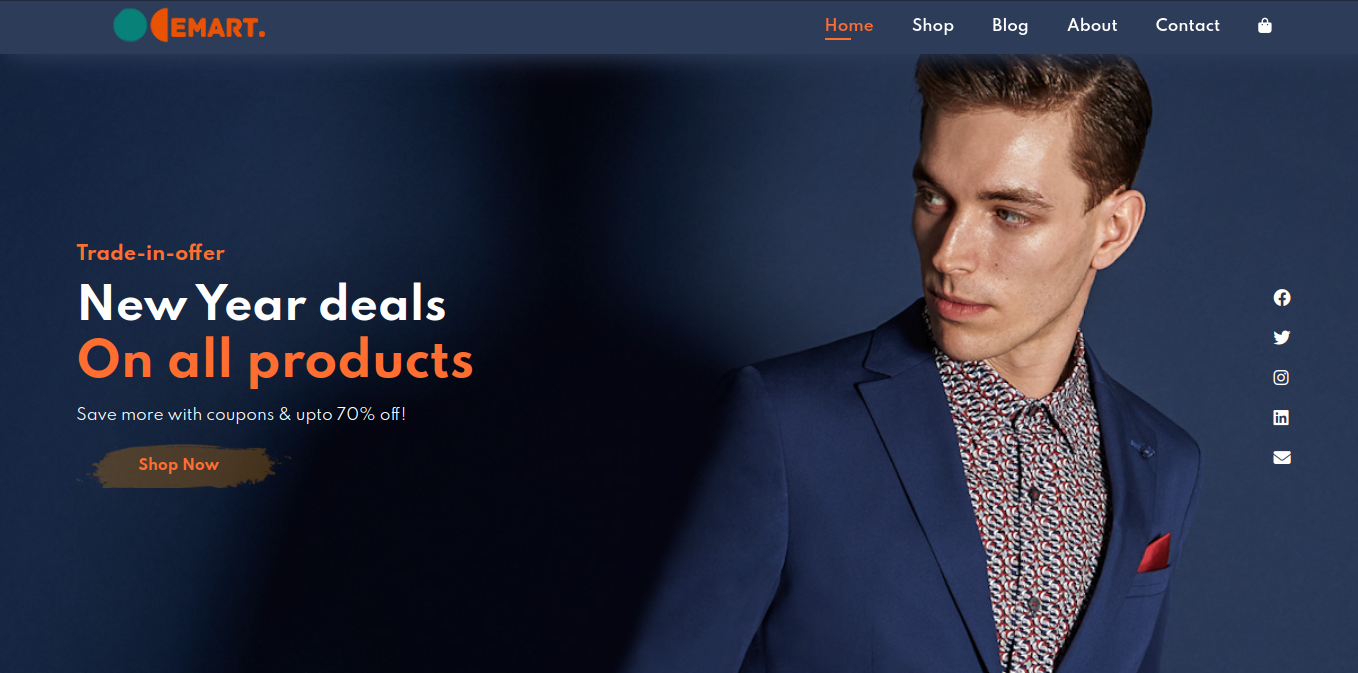 EMART.
Home Shop Blog About Contact
Trade-in-offer
New Year deals
On all products
Save more with coupons & upto 70% off!
Shop Now